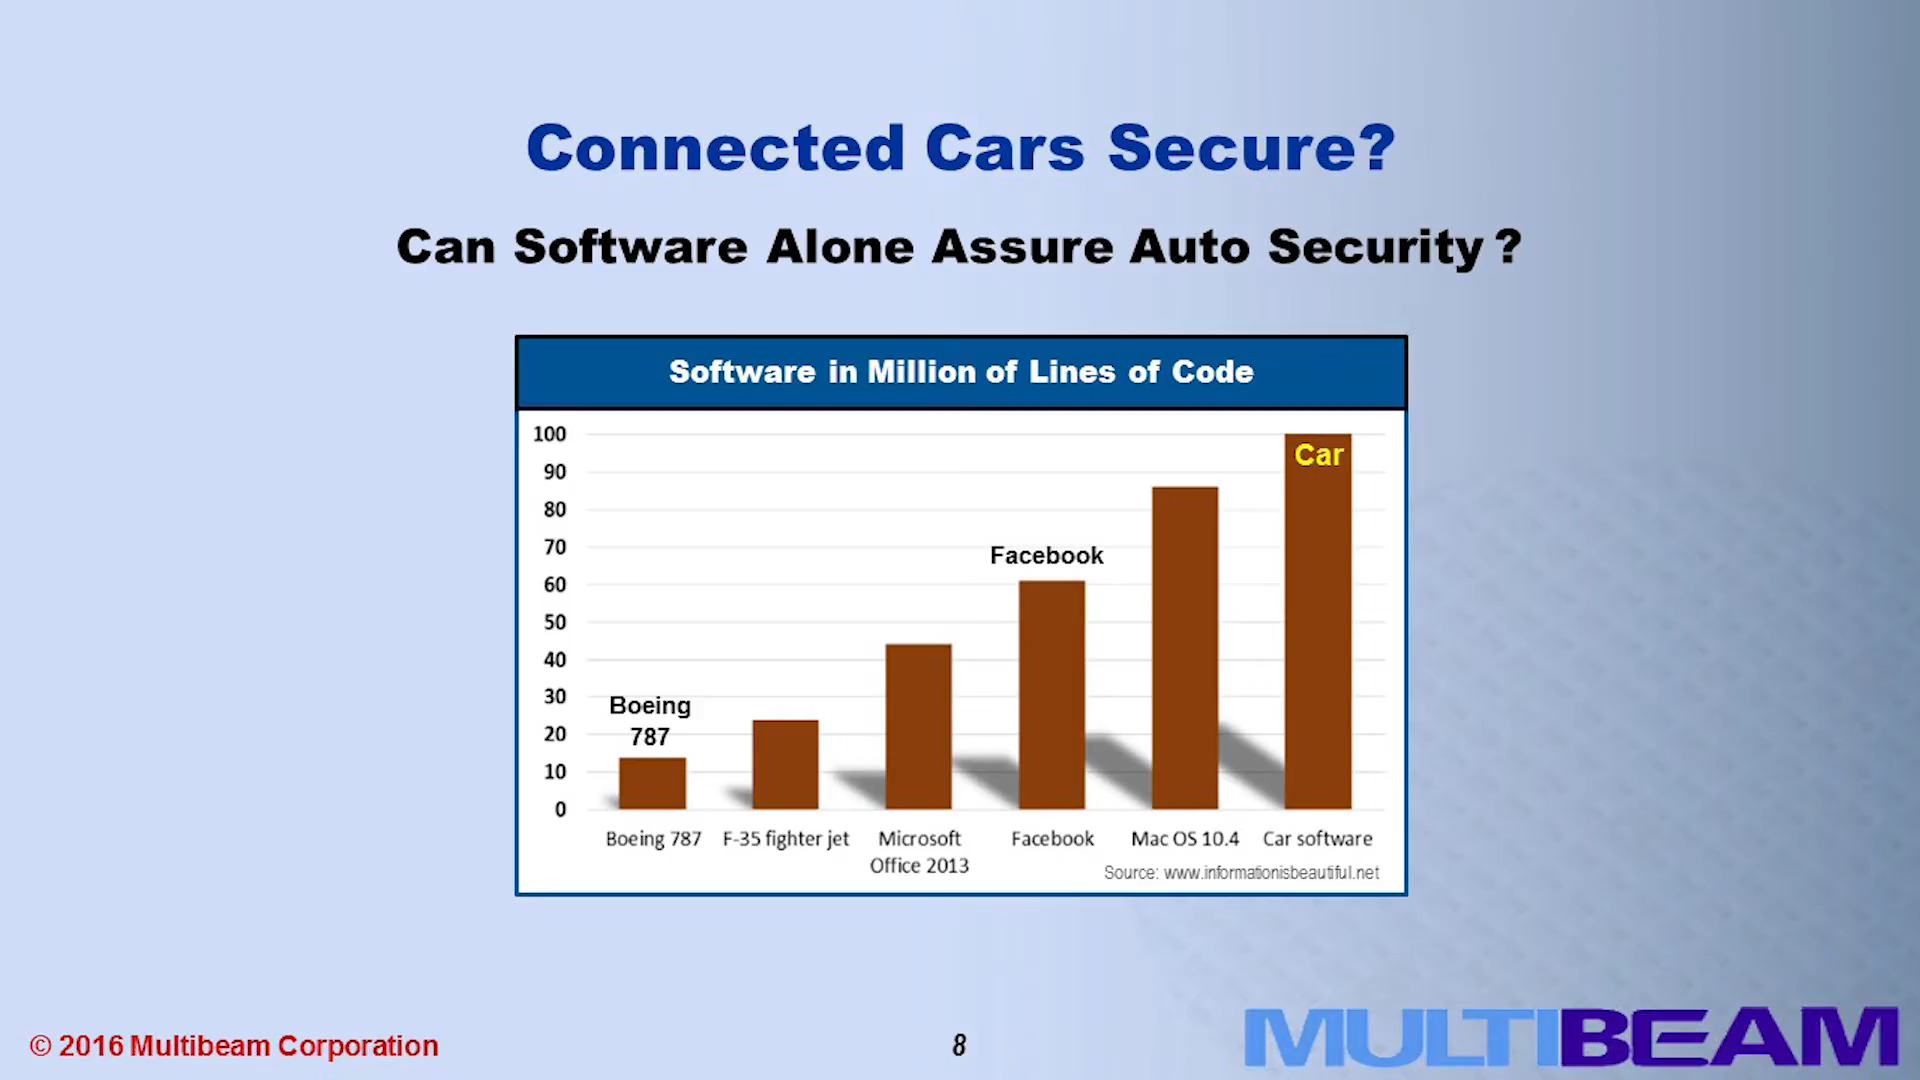 Connected Cars Secure?
Can Software Alone Assure Auto Security ?
Software in Million of Lines of Code
100
90
80
70
60
50
40
30
20
10
0
Boeing
787
Facebook
Car
Boeing 787
F-35 fighter jet
Microsoft
Office 2013
Facebook
Mac OS 10.4
Car software
Source: www.informationisbeautiful.net
© 2016 Multibeam Corporation
8
MULTIBEAM